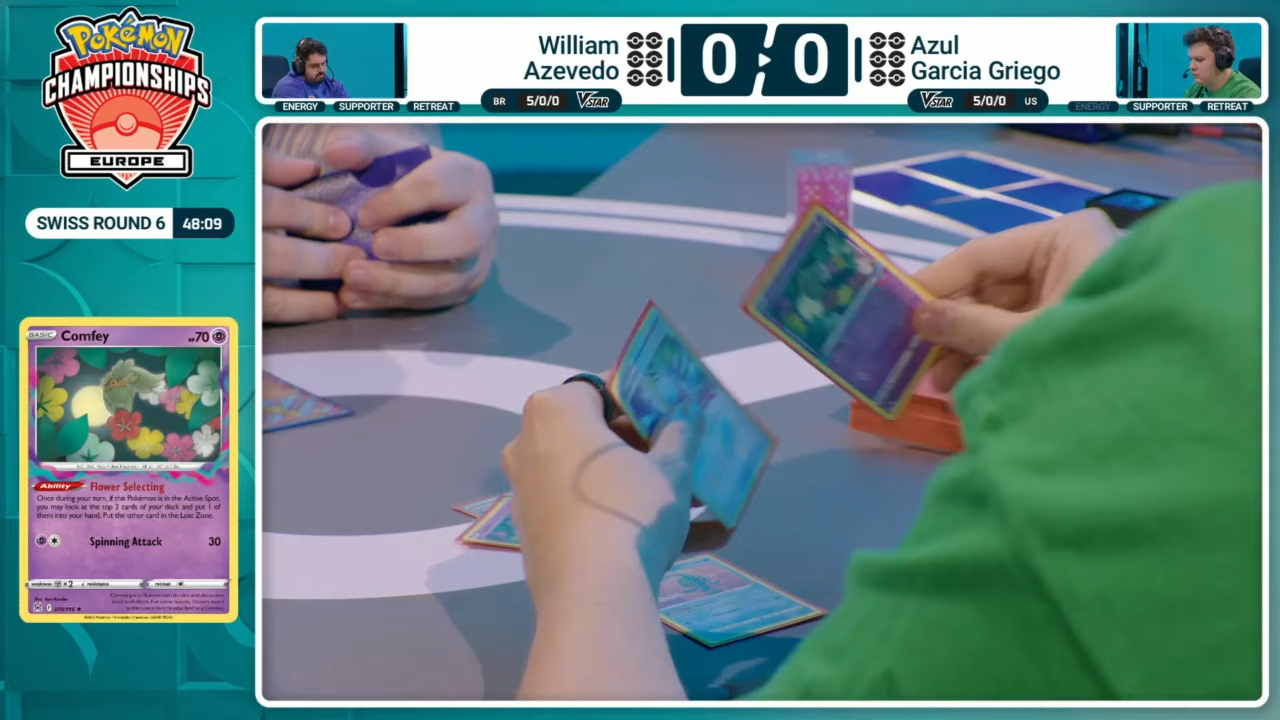 Pokémon
CHAMPIONSHIPS
EUROPE
SWISS ROUND 6
48:09
William
Azevedo
0
0
Azul
Garcia Griego
ENERGY
SUPPORTER
RETREAT
BR
5/0/0
VSTAR
VSTAR
5/0/0
US
ENERGY
SUPPORTER
RETREAT
BASIC
Comfey
HP70
Ability
Flower Selecting
Once during your turn, if this Pokémon is in the Active Spot,
you may look at the top 2 cards of your deck and put 1 of
them into your hand. Put the other card in the Lost Zone.
Spinning Attack
30
weakness
×2
resistance
retreat